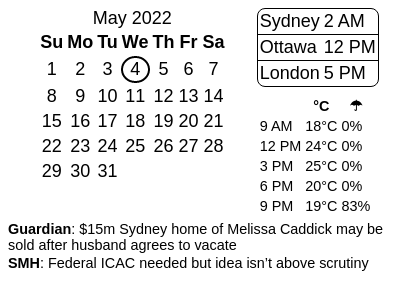 May 2022
Su Mo Tu We Th Fr Sa
1 2 3 4 5 6 7
8 9 10 11 12 13 14
15 16 17 18 19 20 21
22 23 24 25 26 27 28
29 30 31
Sydney 2 AM
Ottawa 12 PM
London 5 PM
°C ☂
9 AM 18°C 0%
12 PM 24°C 0%
3 PM 25°C 0%
6 PM 20°C 0%
9 PM 19°C 83%
Guardian: $15m Sydney home of Melissa Caddick may be
sold after husband agrees to vacate
SMH: Federal ICAC needed but idea isn’t above scrutiny